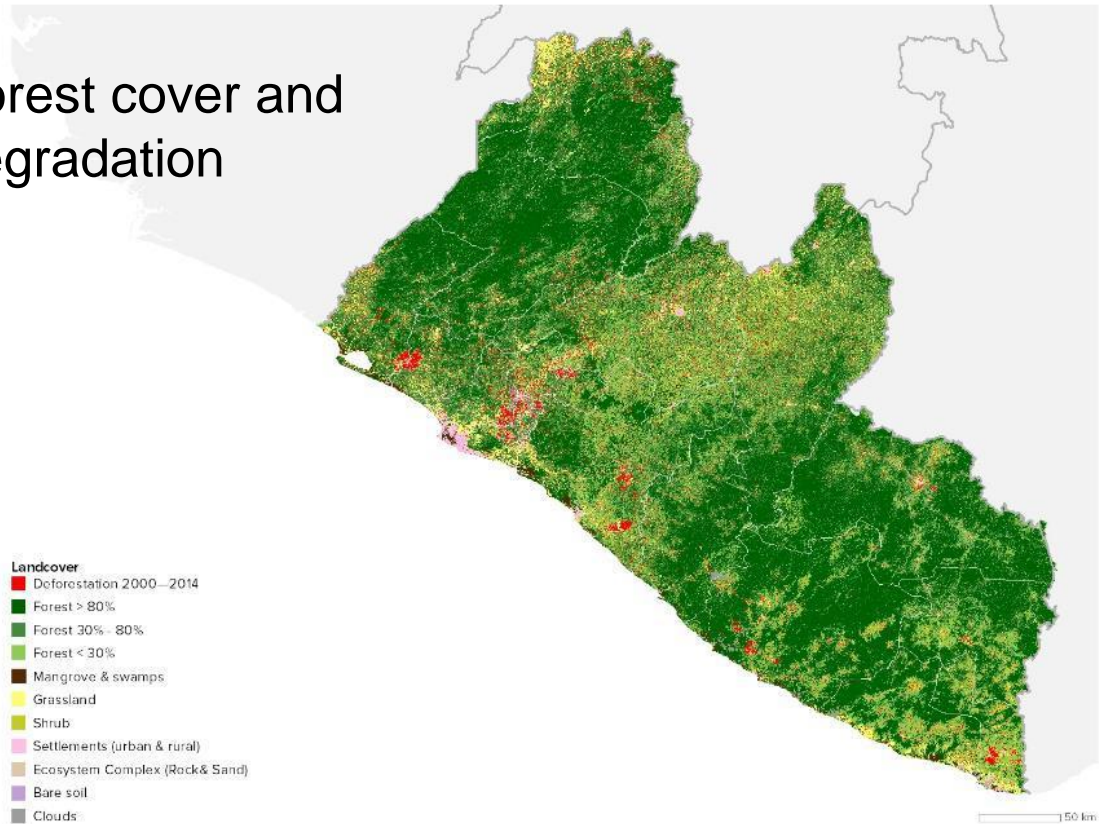 orest cover and
egradation
Landcover
Deforestation 2000—2014
Forest > 80%
Forest 30% - 80%
Forest < 30%
Mangrove & swamps
Grassland
Shrub
Settlements (urban & rural)
Ecosystem Complex (Rock& Sand)
Bare soil
Clouds
50 km